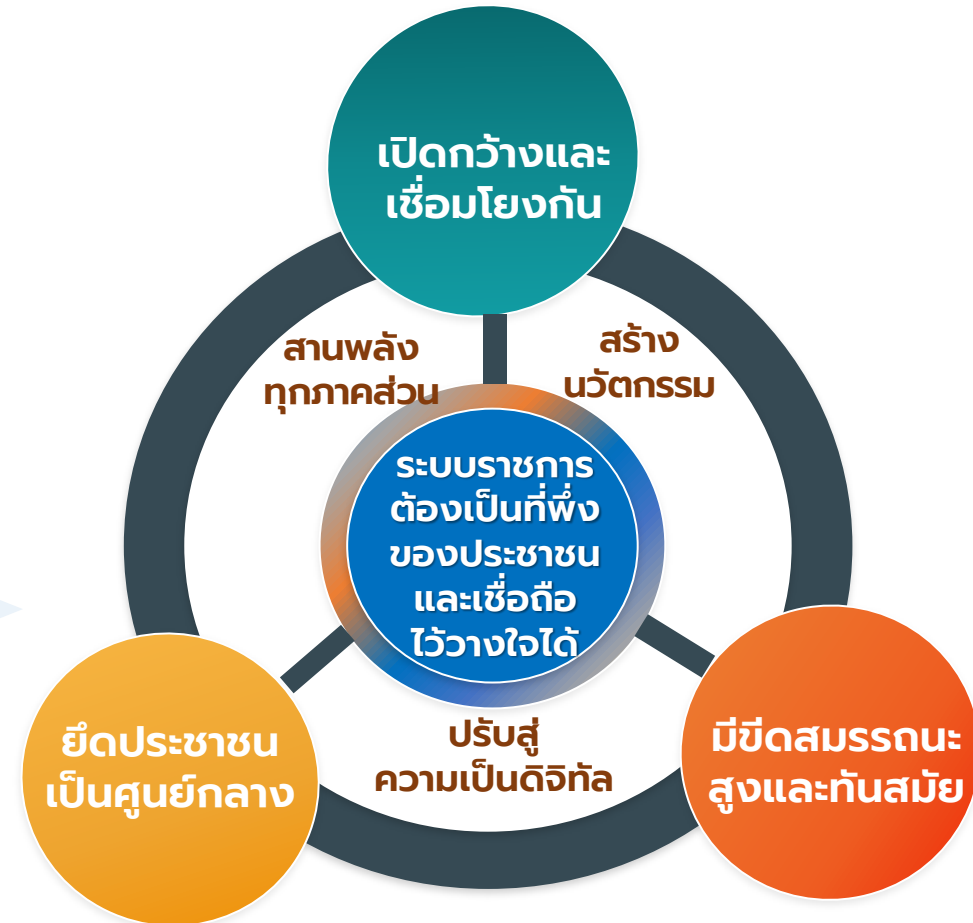 เปิดกว้างและ
เชื่อมโยงกัน
สานพลัง
ทุกภาคส่วน
สร้าง
นวัตกรรม
ระบบราชการ
ต้องเป็นที่พึ่ง
ของประชาชน
และเชื่อถือ
ไว้วางใจได้
ยึดประชาชน
เป็นศูนย์กลาง
ปรับสู่
ความเป็นดิจิทัล
มีขีดสมรรถนะ
สูงและทันสมัย